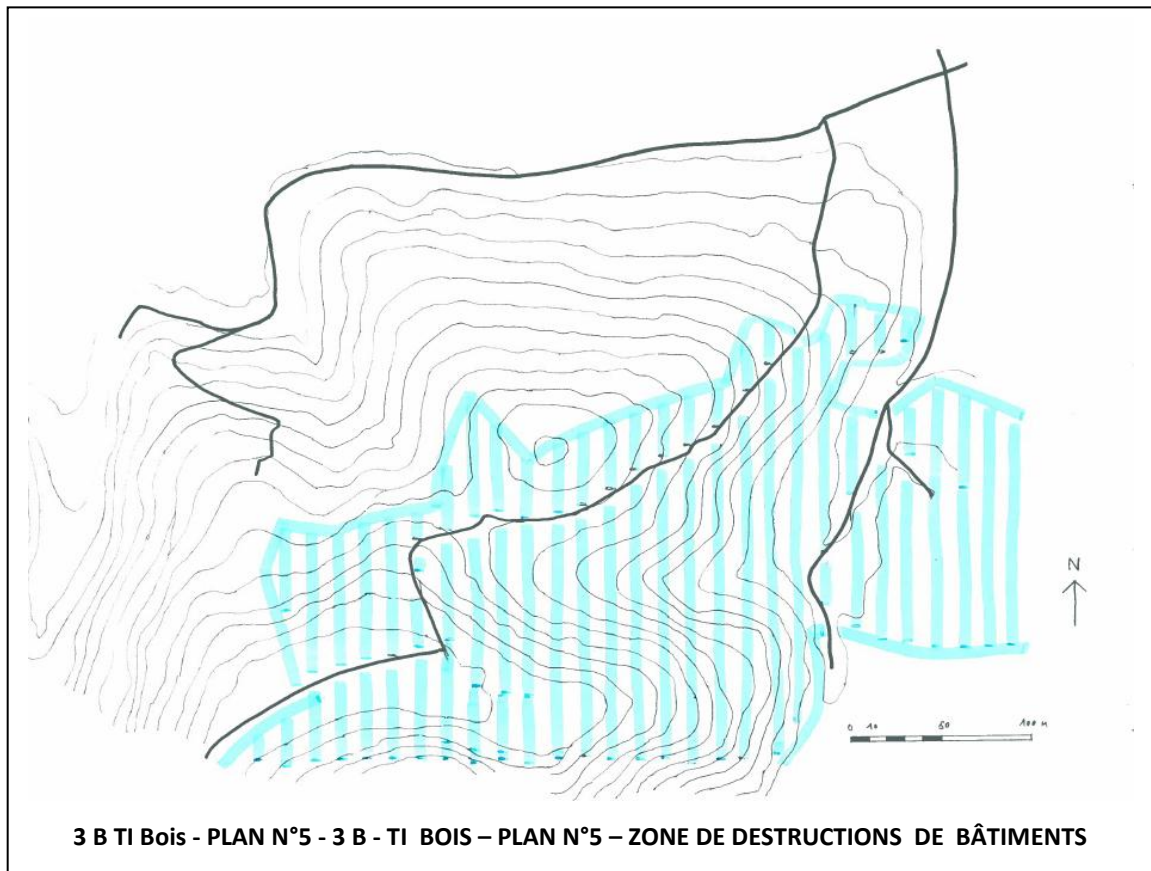 N
0 10 50 100 m
3 B TI Bois - PLAN N°5 - 3 B - TI BOIS – PLAN N°5 – ZONE DE DESTRUCTIONS DE BÂTIMENTS